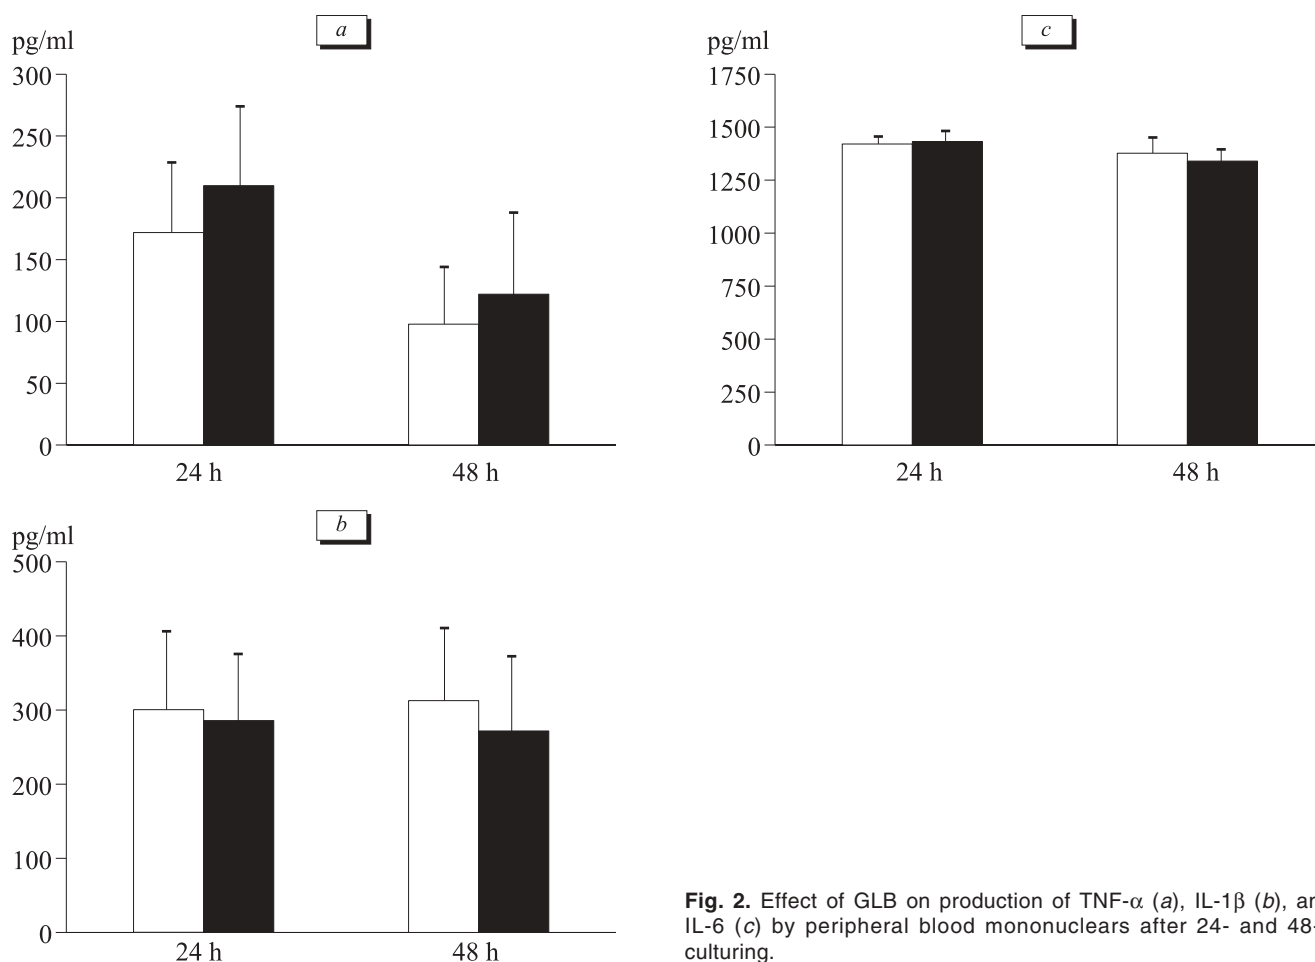 a
pg/ml
300
250
200
150
100
50
0
24 h 48 h
b
pg/ml
500
400
300
200
100
0
24 h 48 h
c
pg/ml
1750
1500
1250
1000
750
500
250
0
24 h 48 h
Fig. 2. Effect of GLB on production of TNF-α (a), IL-1β (b), an
IL-6 (c) by peripheral blood mononuclears after 24- and 48-
culturing.